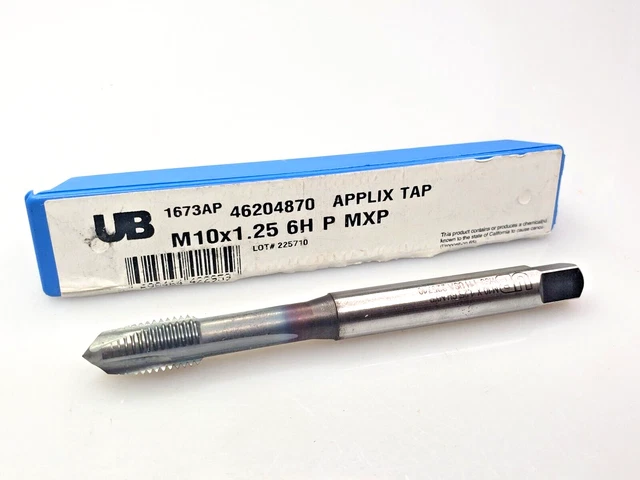 UB 1673AP 46204870 APPLIX TAP
M10x1.25 6H P MXP
LOT# 225710
This product contains or produces a chemical
known to the state of California to cause cancer